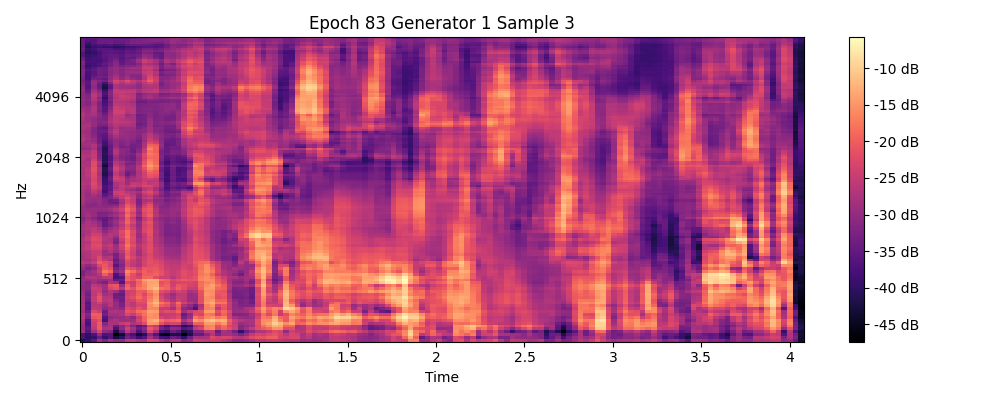 Epoch 83 Generator 1 Sample 3
Hz
4096
2048
1024
512
0
0 0.5 1 1.5 2 2.5 3 3.5 4
Time
-10 dB
-15 dB
-20 dB
-25 dB
-30 dB
-35 dB
-40 dB
-45 dB